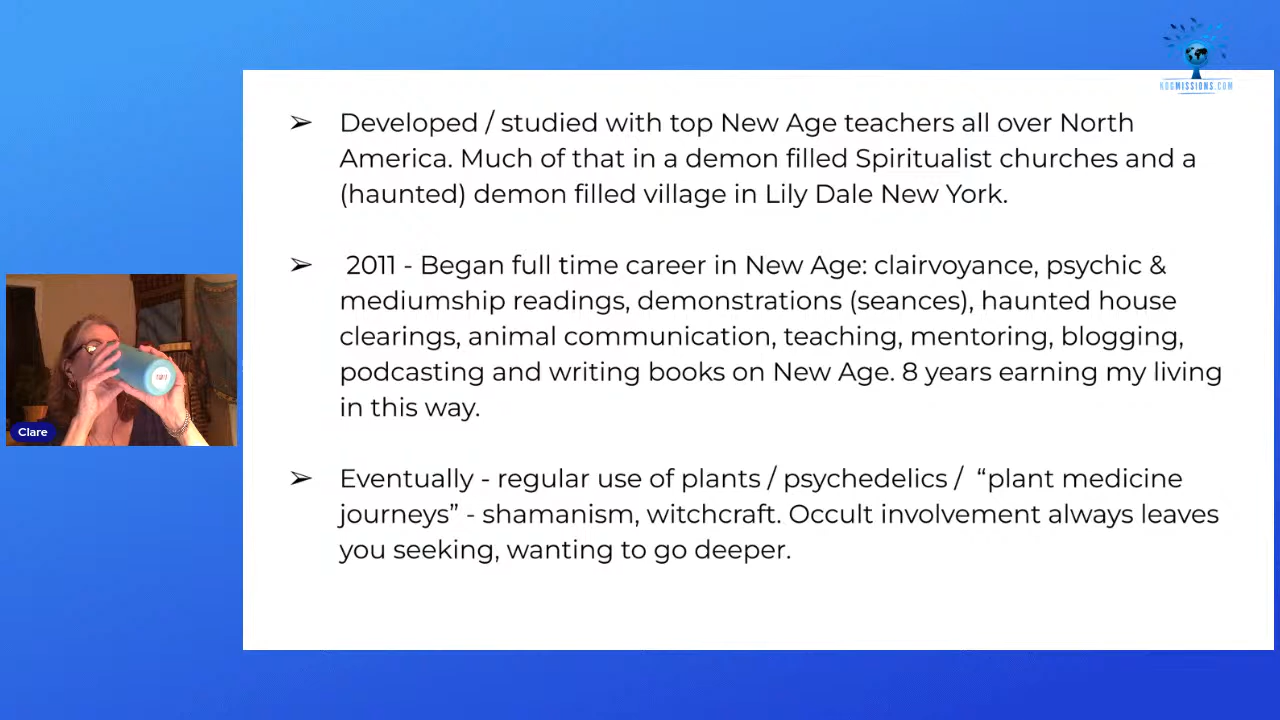 KOGMISSIONS.COM
➢ Developed / studied with top New Age teachers all over North
America. Much of that in a demon filled Spiritualist churches and a
(haunted) demon filled village in Lily Dale New York.
➢ 2011 - Began full time career in New Age: clairvoyance, psychic &
mediumship readings, demonstrations (seances), haunted house
clearings, animal communication, teaching, mentoring, blogging,
podcasting and writing books on New Age. 8 years earning my living
in this way.
➢ Eventually - regular use of plants / psychedelics / “plant medicine
journeys” - shamanism, witchcraft. Occult involvement always leaves
you seeking, wanting to go deeper.
Clare